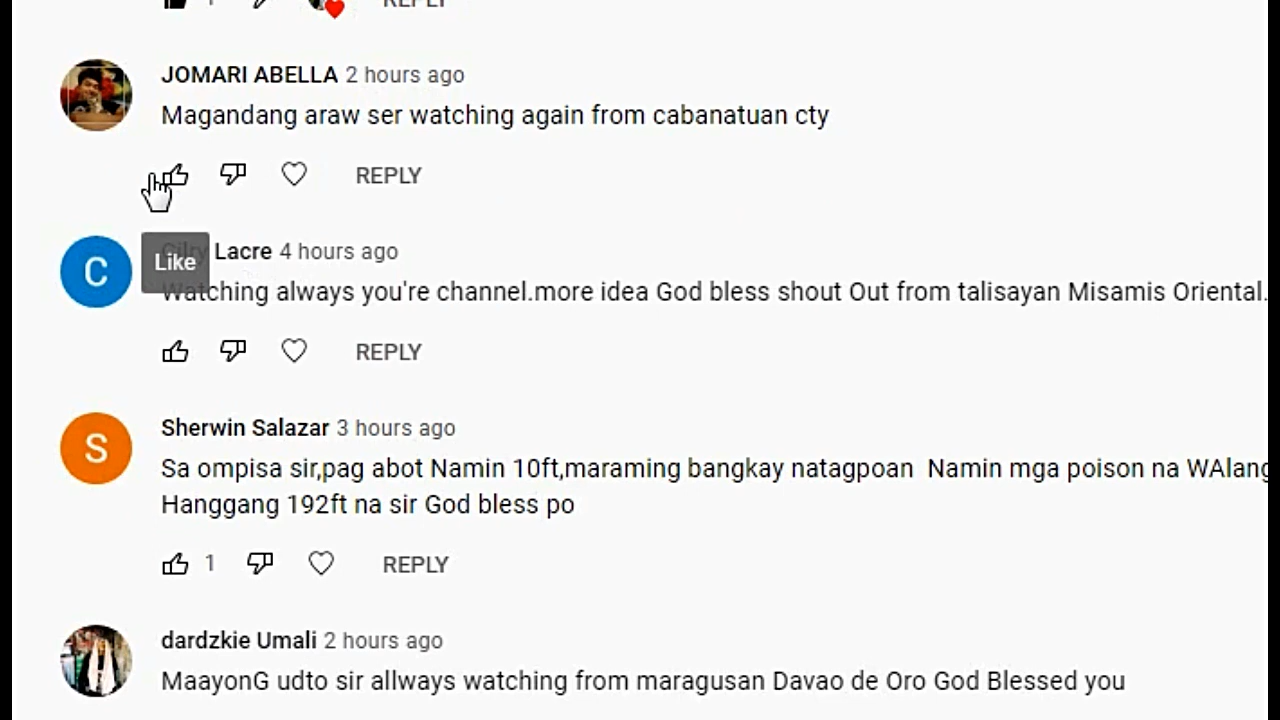 1 REPLY
JOMARI ABELLA 2 hours ago
Magandang araw ser watching again from cabanatuan cty
REPLY
Cilry Lacre 4 hours ago
Like
Watching always you're channel.more idea God bless shout Out from talisayan Misamis Oriental.
REPLY
Sherwin Salazar 3 hours ago
Sa ompisa sir,pag abot Namin 10ft,maraming bangkay natagpoan Namin mga poison na WAlang
Hanggang 192ft na sir God bless po
1 REPLY
dardzkie Umali 2 hours ago
MaayonG udto sir allways watching from maragusan Davao de Oro God Blessed you
C
S